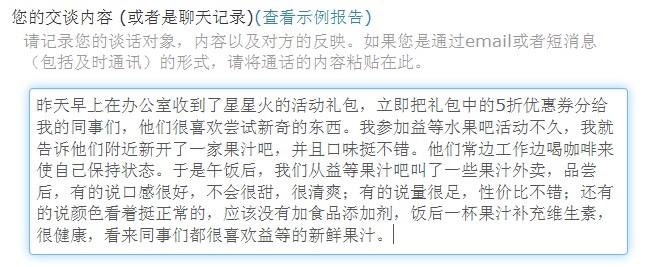 您的交谈内容 (或者是聊天记录)(查看示例报告)
请记录您的谈话对象，内容以及对方的反映。如果您是通过email或者短消息
（包括及时通讯）的形式，请将通话的内容粘贴在此。
昨天早上在办公室收到了星星火的活动礼包，立即把礼包中的5折优惠券分给
我的同事们，他们很喜欢尝试新奇的东西。我参加益等水果吧活动不久，我就
告诉他们附近新开了一家果汁吧，并且口味挺不错。他们常边工作边喝咖啡来
使自己保持状态。于是午饭后，我们从益等果汁吧叫了一些果汁外卖，品尝
后，有的说口感很好，不会很甜，很清爽；有的说量很足，性价比不错；还有
的说颜色看着挺正常的，应该没有加食品添加剂，饭后一杯果汁补充维生素，
很健康，看来同事们都很喜欢益等的新鲜果汁。